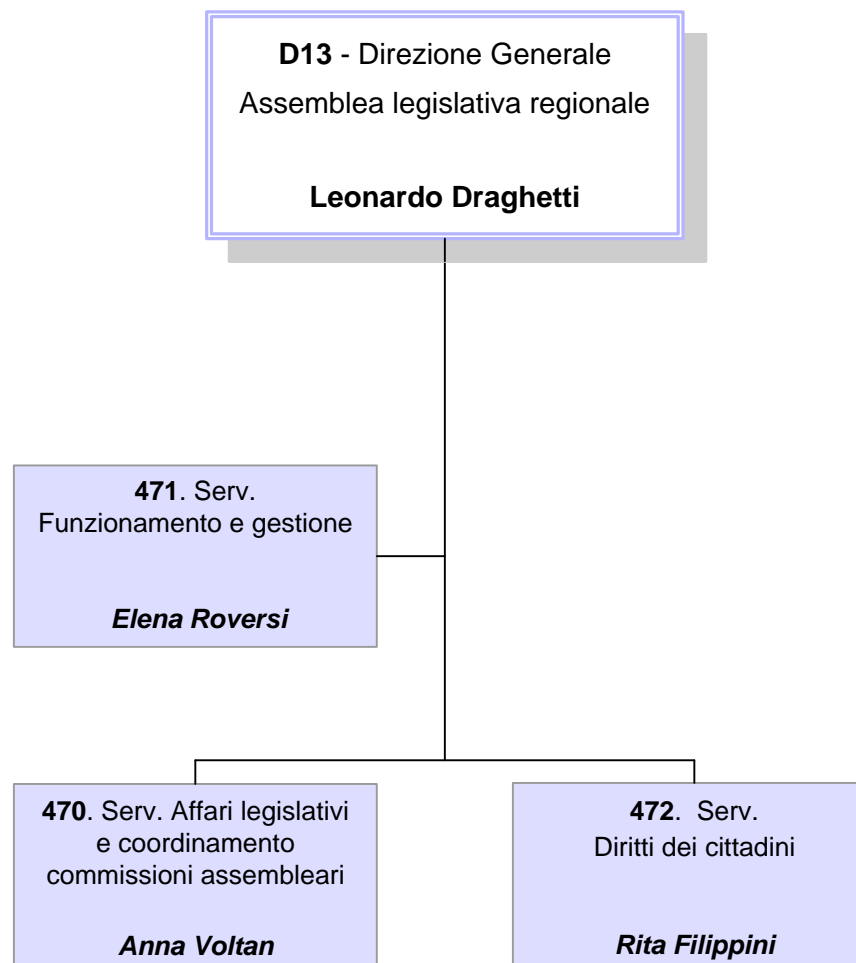 D13 - Direzione Generale
Assemblea legislativa regionale
Leonardo Draghetti
471. Serv.
Funzionamento e gestione
Elena Roversi
470. Serv. Affari legislativi
e coordinamento
commissioni assembleari
Anna Voltan
472. Serv.
Diritti dei cittadini
Rita Filippini